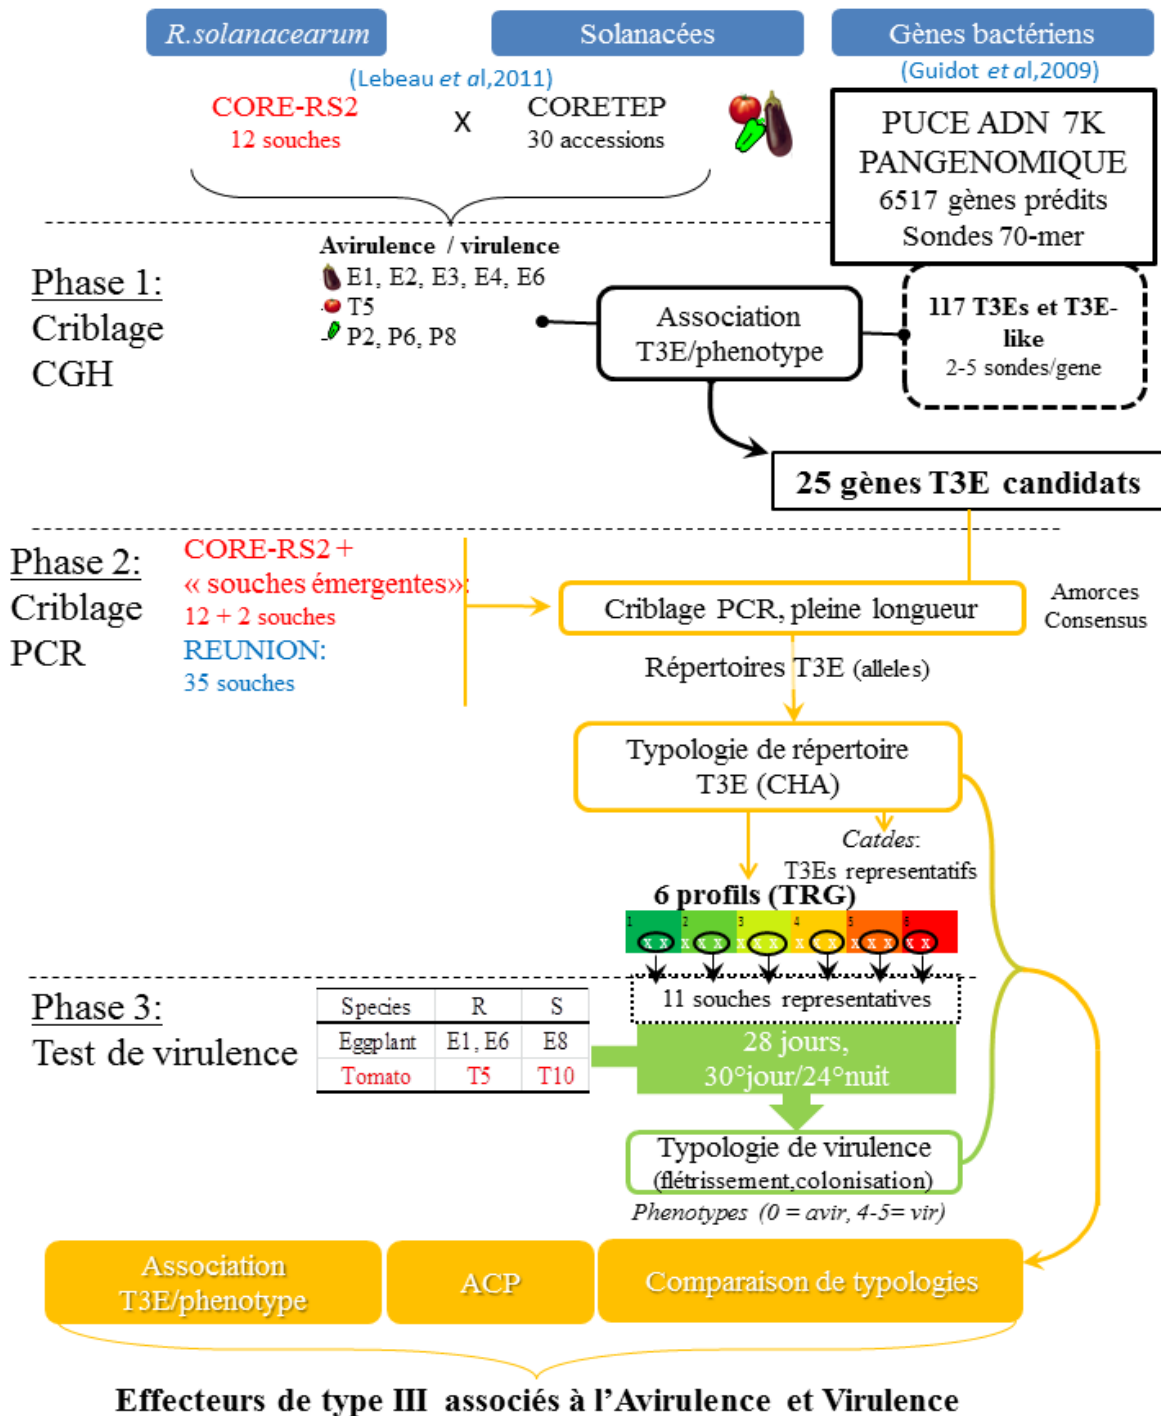 R.solanacearum
Solanacées
Gènes bactériens
(Lebeau et al,2011)
(Guidot et al,2009)
CORE-RS2
12 souches
X
CORETEP
30 accessions
PUCE ADN 7K
PANGENOMIQUE
6517 gènes prédits
Sondes 70-mer
Phase 1:
Criblage
CGH
Avirulence / virulence
E1, E2, E3, E4, E6
T5
P2, P6, P8
Association
T3E/phenotype
117 T3Es et T3E-
like
2-5 sondes/gene
25 gènes T3E candidats
Phase 2:
Criblage
PCR
CORE-RS2 +
« souches émergentes»:
12 + 2 souches
REUNION:
35 souches
Criblage PCR, pleine longueur
Amorces
Consensus
Répertoires T3E (alleles)
Typologie de répertoire
T3E (CHA)
Catdes:
T3Es representatifs
6 profils (TRG)
1 2 3 4 5 6
x x x x x x x x x x x x x x x x
11 souches representatives
Phase 3:
Test de virulence
Species R S
Eggplant E1, E6 E8
Tomato T5 T10
28 jours,
30°jour/24°nuit
Typologie de virulence
(flétrissement,colonisation)
Phenotypes (0 = avir, 4-5= vir)
Association
T3E/phenotype
ACP
Comparaison de typologies
Effecteurs de type III associés à l'Avirulence et Virulence